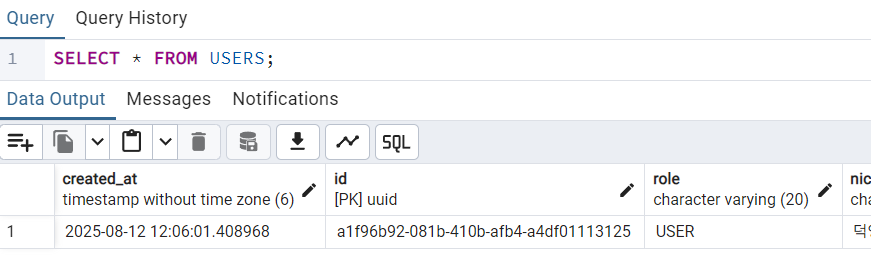 Query Query History
1 SELECT * FROM USERS;
Data Output Messages Notifications
SQL
created_at id role nic
timestamp without time zone (6) [PK] uuid character varying (20) cha
1 2025-08-12 12:06:01.408968 a1f96b92-081b-410b-afb4-a4df01113125 USER 덕